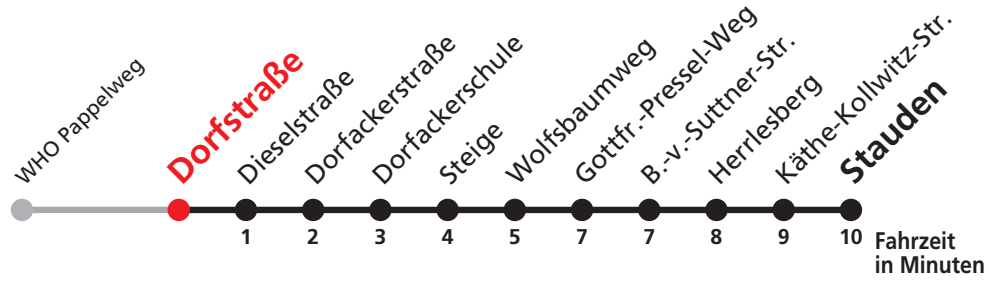 WHO Pappelweg
Dorfstraße
Dieselstraße
Dorfackerstraße
Dorfackerschule
Steige
Wolfsbaumweg
Gottfr.-Pressel-Weg
B.-v.-Suttner-Str.
Herrlesberg
Käthe-Kollwitz-Str.
Stauden
1 2 3 4 5 7 7 8 9 10
Fahrzeit
in Minuten